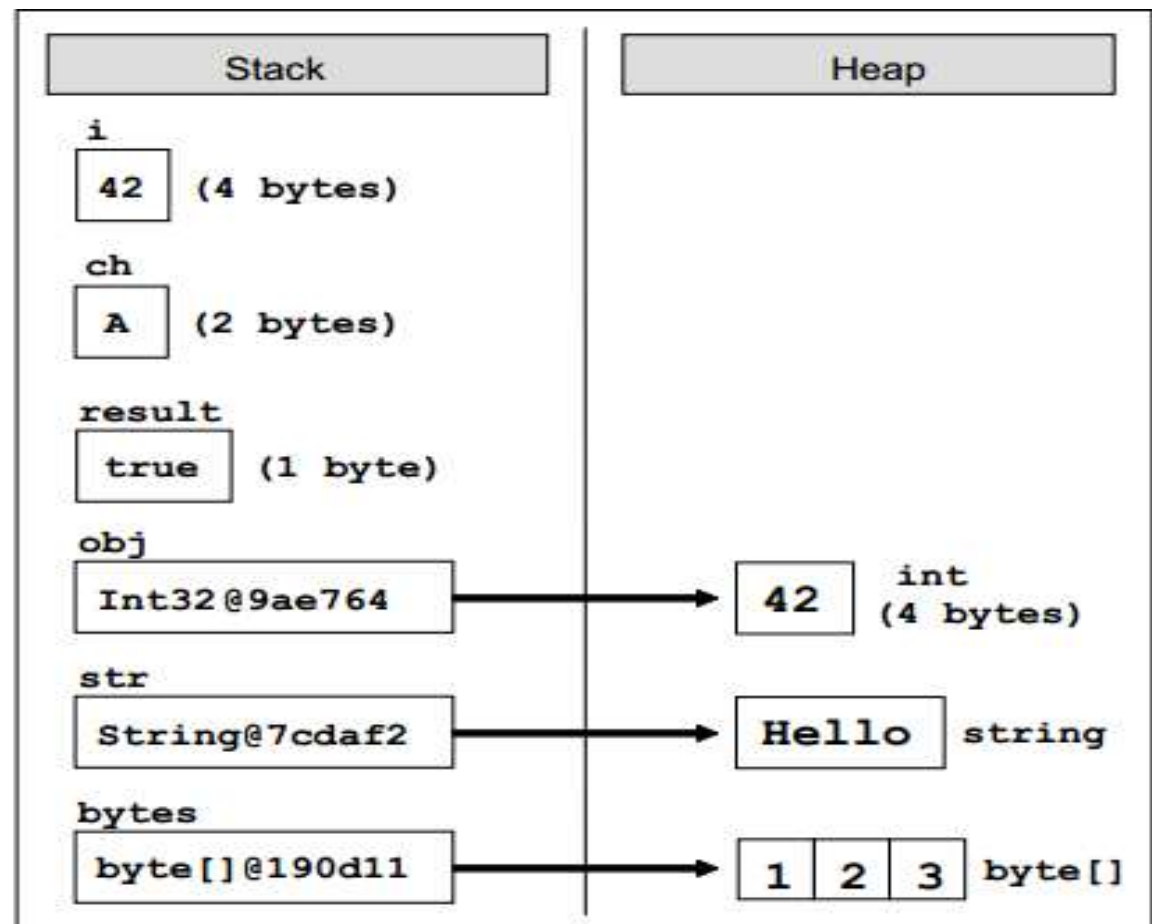 Stack
Heap
i
42 (4 bytes)
ch
A (2 bytes)
result
true (1 byte)
obj
Int32@9ae764
42
int
(4 bytes)
str
String@7cdaf2
Hello string
bytes
byte[]@190d11
1 2 3 byte[]